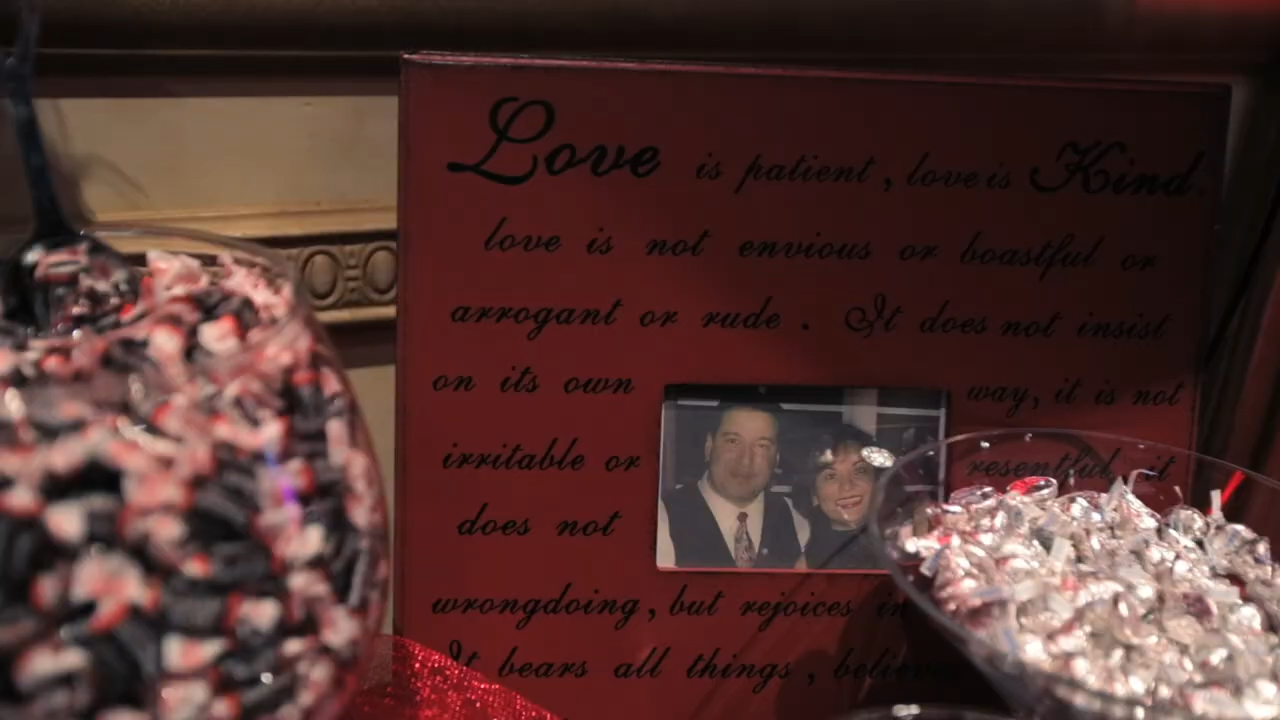 Love is patient, love is Kind.
love is not envious or boastful or
arrogant or rude. It does not insist
on its own way, it is not
irritable or resentful it
does not
wrongdoing, but rejoices in
It bears all things, believes